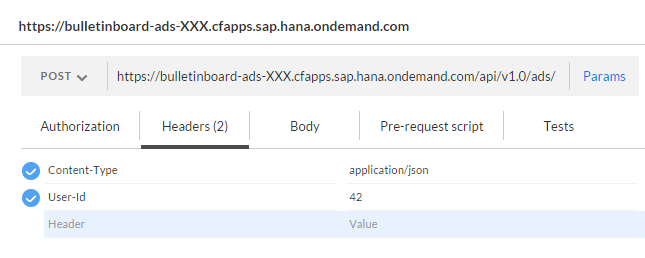 https://bulletinboard-ads-XXX.cfapps.sap.hana.ondemand.com
POST https://bulletinboard-ads-XXX.cfapps.sap.hana.ondemand.com/api/v1.0/ads/ Params
Authorization Headers (2) Body Pre-request script Tests
Content-Type application/json
User-Id 42
Header Value